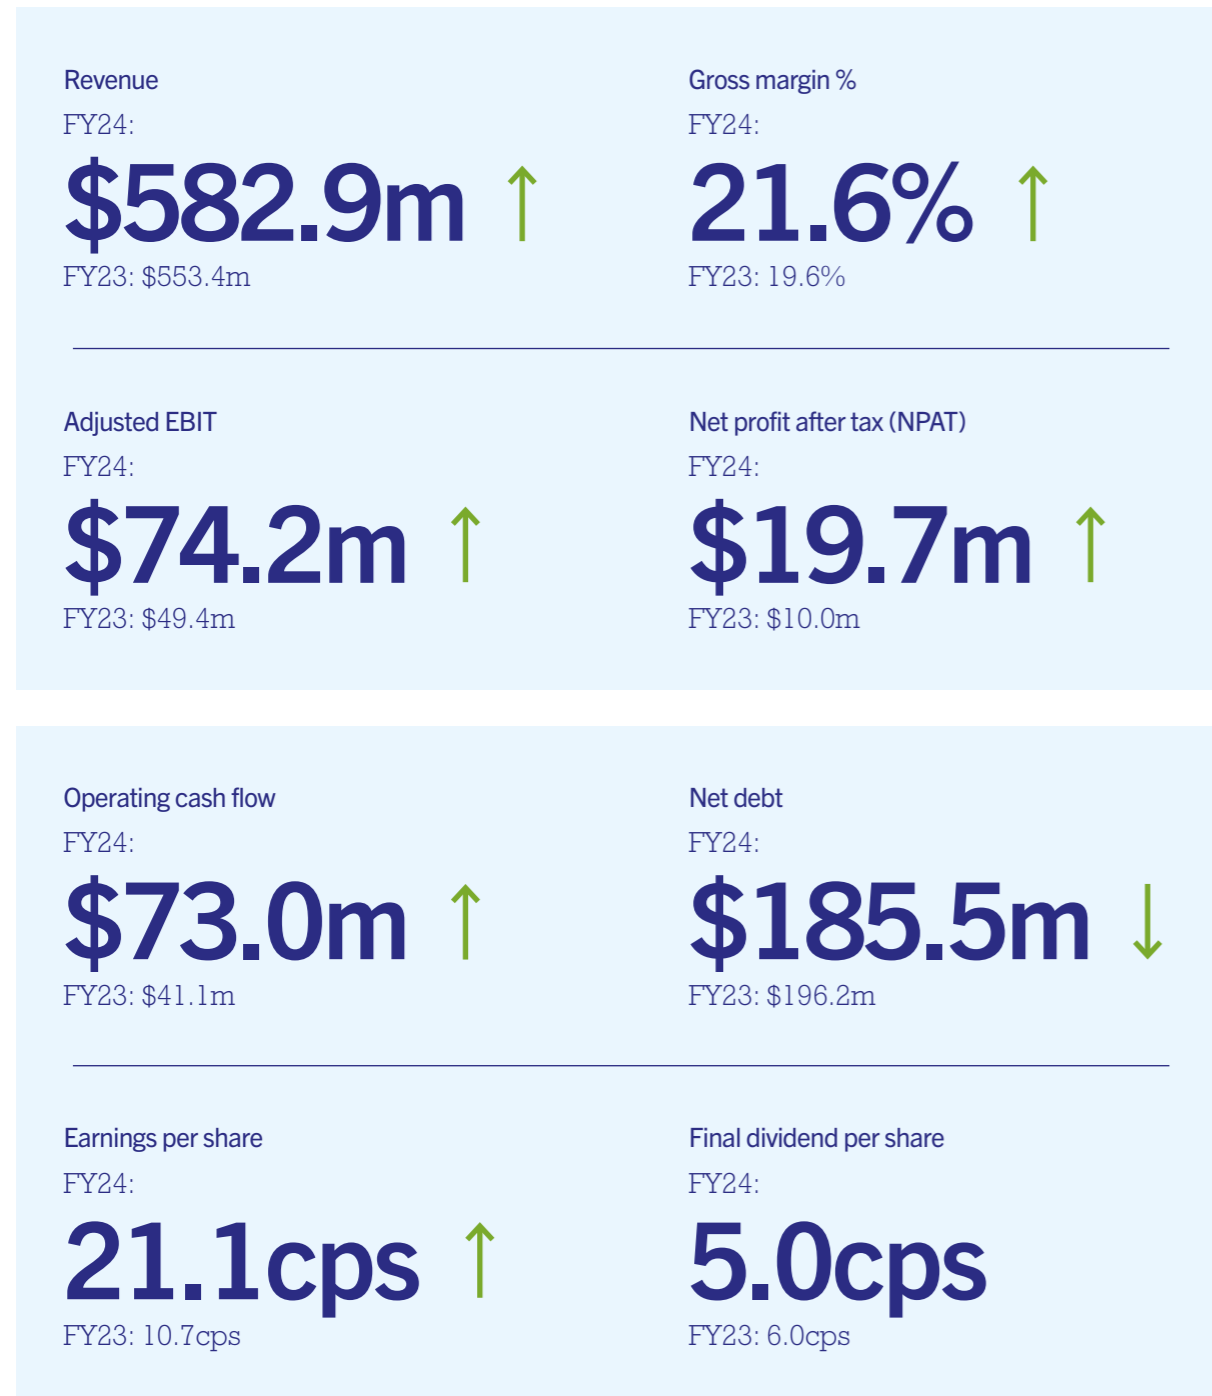 Revenue
FY24:
$582.9m ↑
FY23: $553.4m
Gross margin %
FY24:
21.6% ↑
FY23: 19.6%
Adjusted EBIT
FY24:
$74.2m ↑
FY23: $49.4m
Net profit after tax (NPAT)
FY24:
$19.7m ↑
FY23: $10.0m
Operating cash flow
FY24:
$73.0m ↑
FY23: $41.1m
Net debt
FY24:
$185.5m ↓
FY23: $196.2m
Earnings per share
FY24:
21.1cps ↑
FY23: 10.7cps
Final dividend per share
FY24:
5.0cps
FY23: 6.0cps